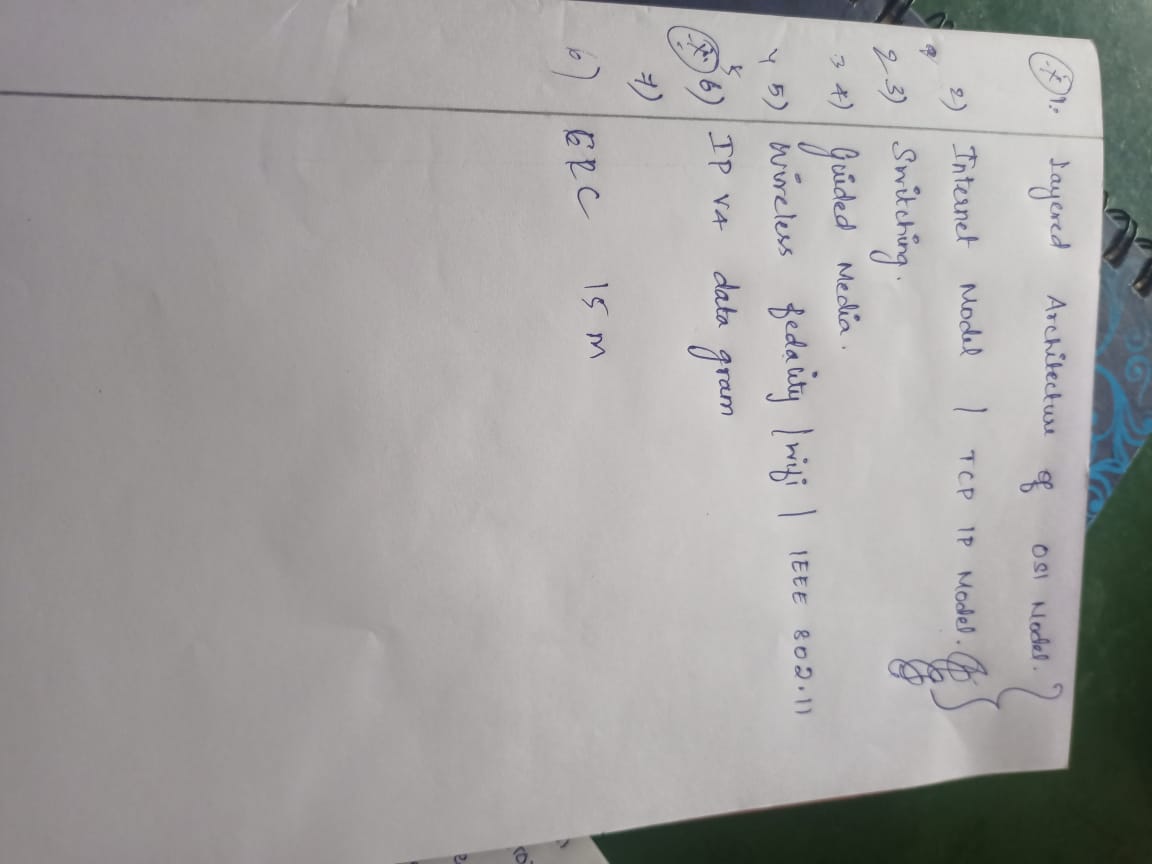 1. Layered Architecture of OSI Model.
2) Internet Model | TCP IP Model.
2 3) Switching.
3 4) Guided Media.
4 5) Wireless fedality | wifi | IEEE 802.11
5
6) IP V4 data gram
7)
6) CRC 15 M